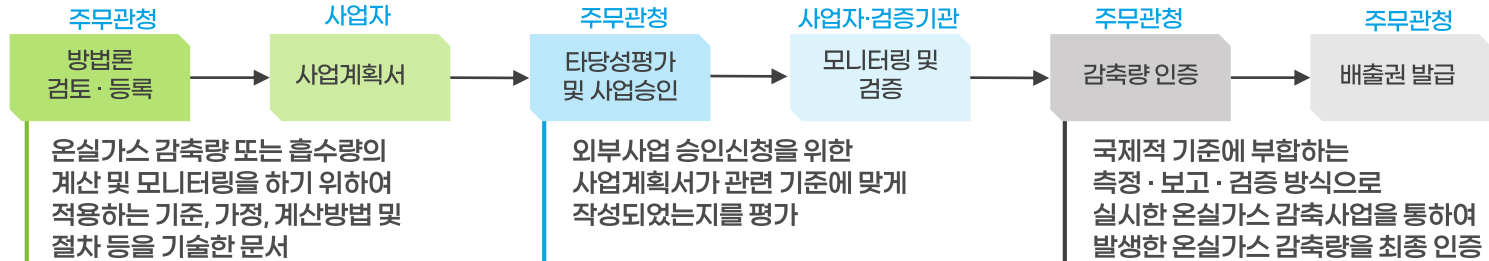 주무관청
사업자
주무관청
사업자·검증기관
주무관청
주무관청
방법론
검토·등록
사업계획서
타당성평가
및 사업승인
모니터링 및
검증
감축량 인증
배출권 발급
온실가스 감축량 또는 흡수량의
계산 및 모니터링을 하기 위하여
적용하는 기준, 가정, 계산방법 및
절차 등을 기술한 문서
외부사업 승인신청을 위한
사업계획서가 관련 기준에 맞게
작성되었는지를 평가
국제적 기준에 부합하는
측정·보고·검증 방식으로
실시한 온실가스 감축사업을 통하여
발생한 온실가스 감축량을 최종 인증